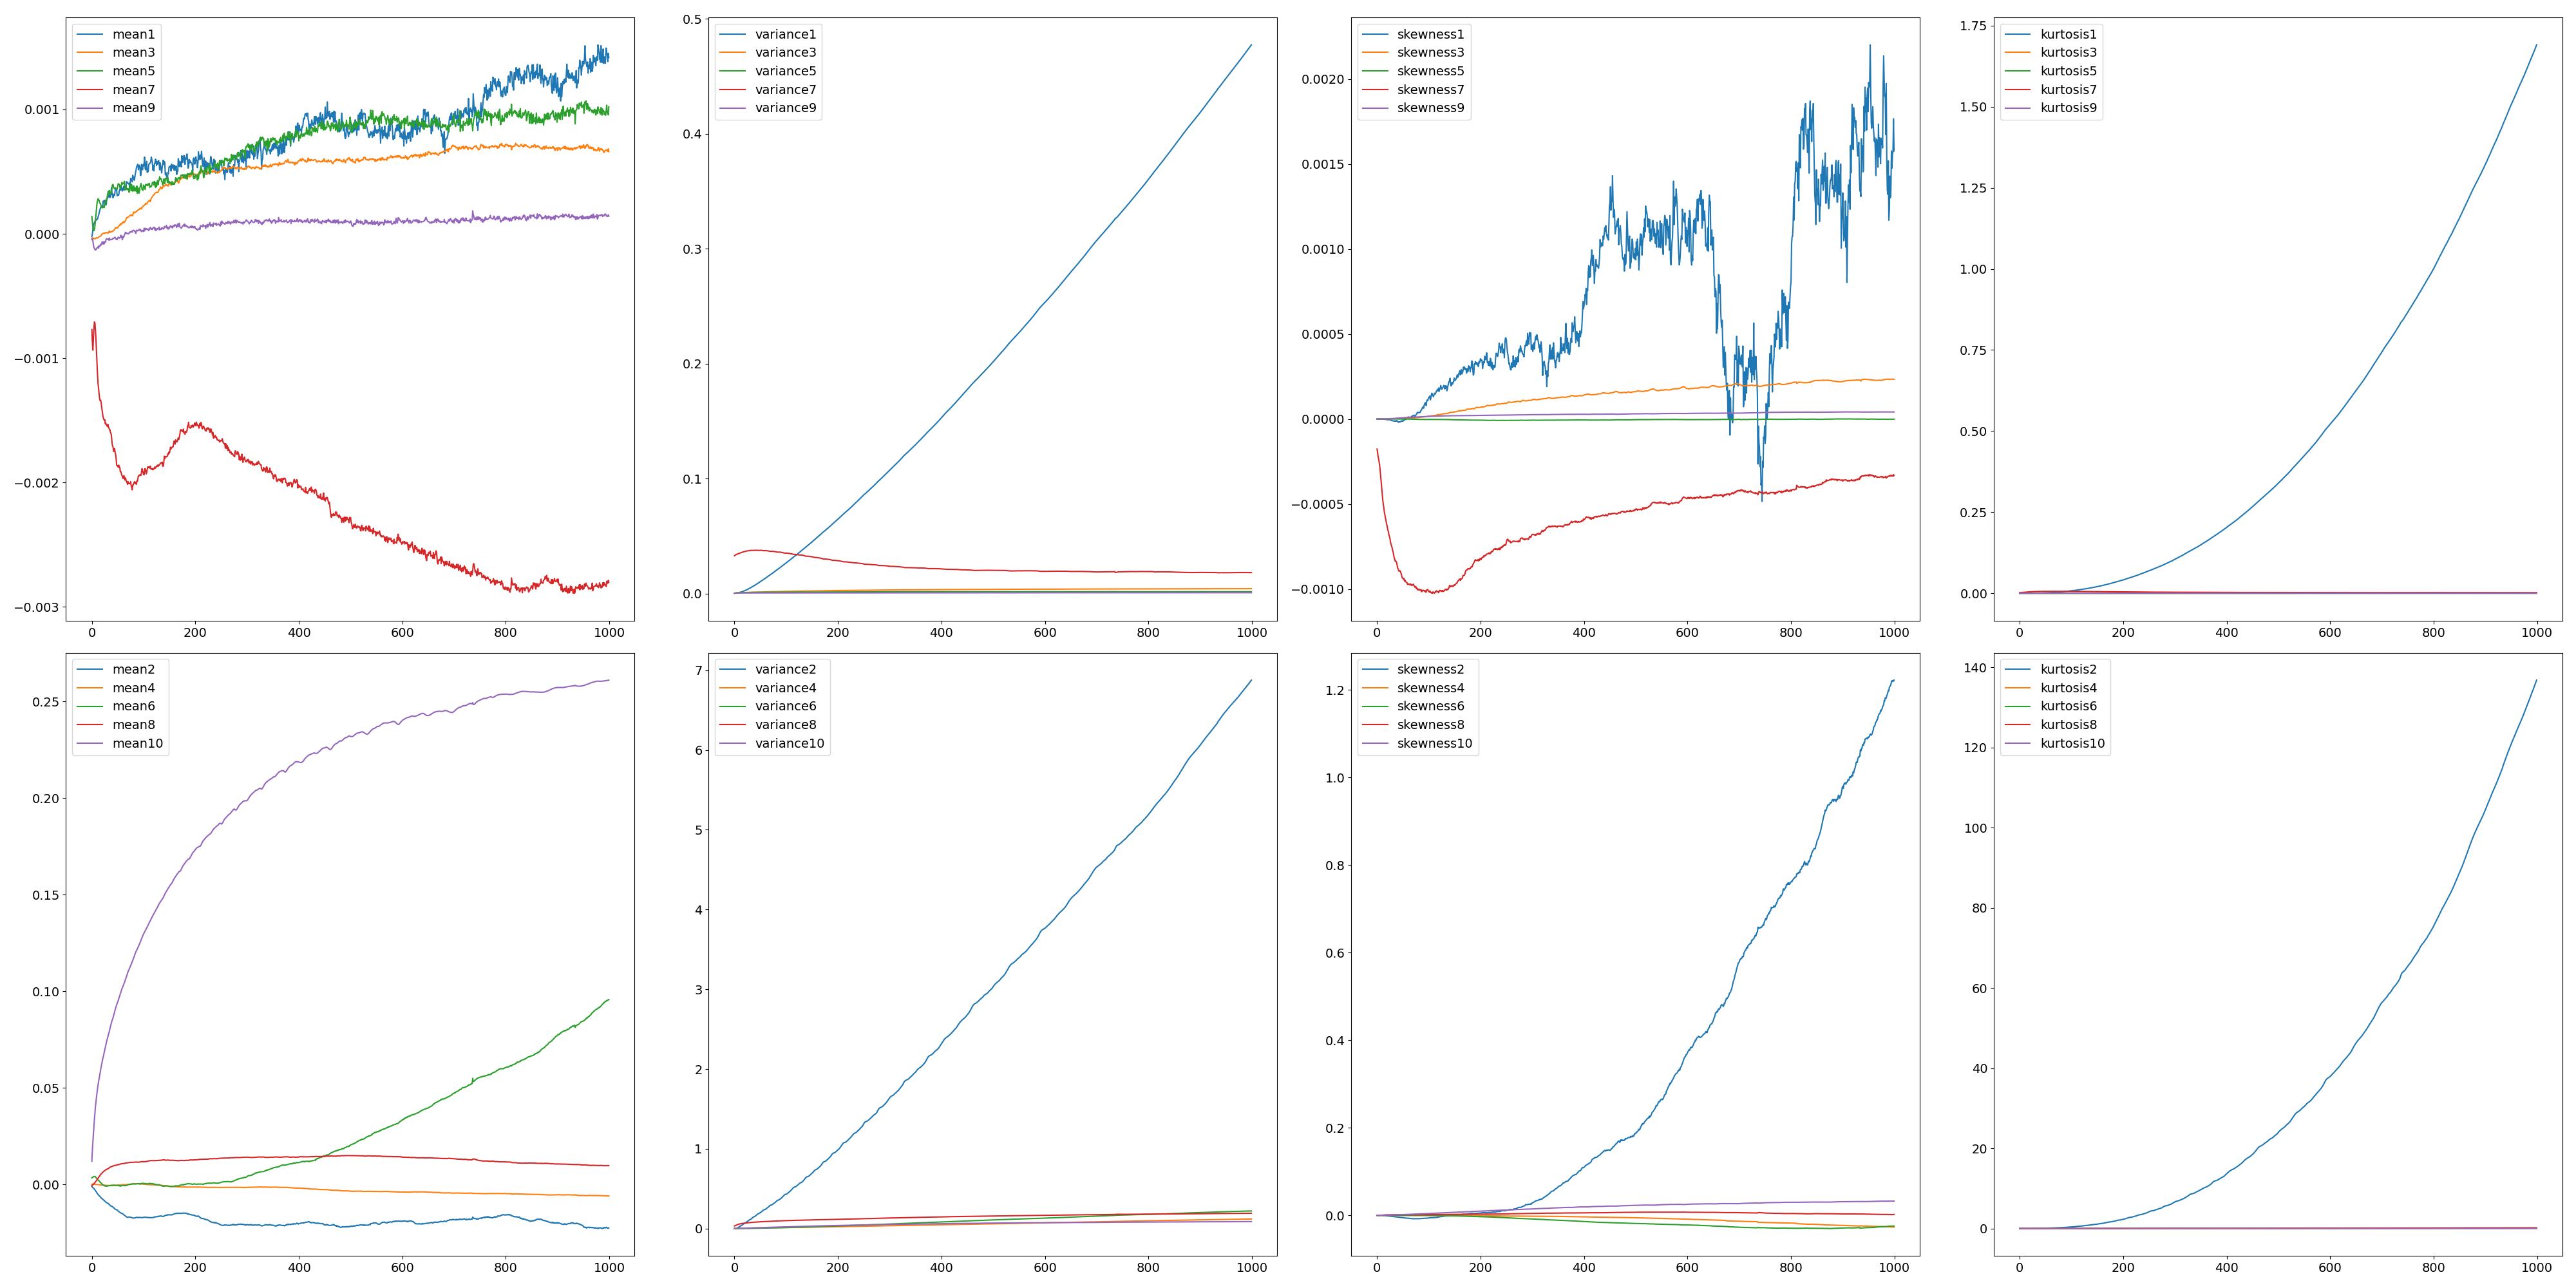 mean1
mean3
mean5
mean7
mean9
0.001
0.000
−0.001
−0.002
−0.003
0 200 400 600 800 1000
variance1
variance3
variance5
variance7
variance9
0.5
0.4
0.3
0.2
0.1
0.0
0 200 400 600 800 1000
skewness1
skewness3
skewness5
skewness7
skewness9
0.0020
0.0015
0.0010
0.0005
0.0000
−0.0005
−0.0010
0 200 400 600 800 1000
kurtosis1
kurtosis3
kurtosis5
kurtosis7
kurtosis9
1.75
1.50
1.25
1.00
0.75
0.50
0.25
0.00
0 200 400 600 800 1000
mean2
mean4
mean6
mean8
mean10
0.25
0.20
0.15
0.10
0.05
0.00
0 200 400 600 800 1000
variance2
variance4
variance6
variance8
variance10
7
6
5
4
3
2
1
0
0 200 400 600 800 1000
skewness2
skewness4
skewness6
skewness8
skewness10
1.2
1.0
0.8
0.6
0.4
0.2
0.0
0 200 400 600 800 1000
kurtosis2
kurtosis4
kurtosis6
kurtosis8
kurtosis10
140
120
100
80
60
40
20
0
0 200 400 600 800 1000